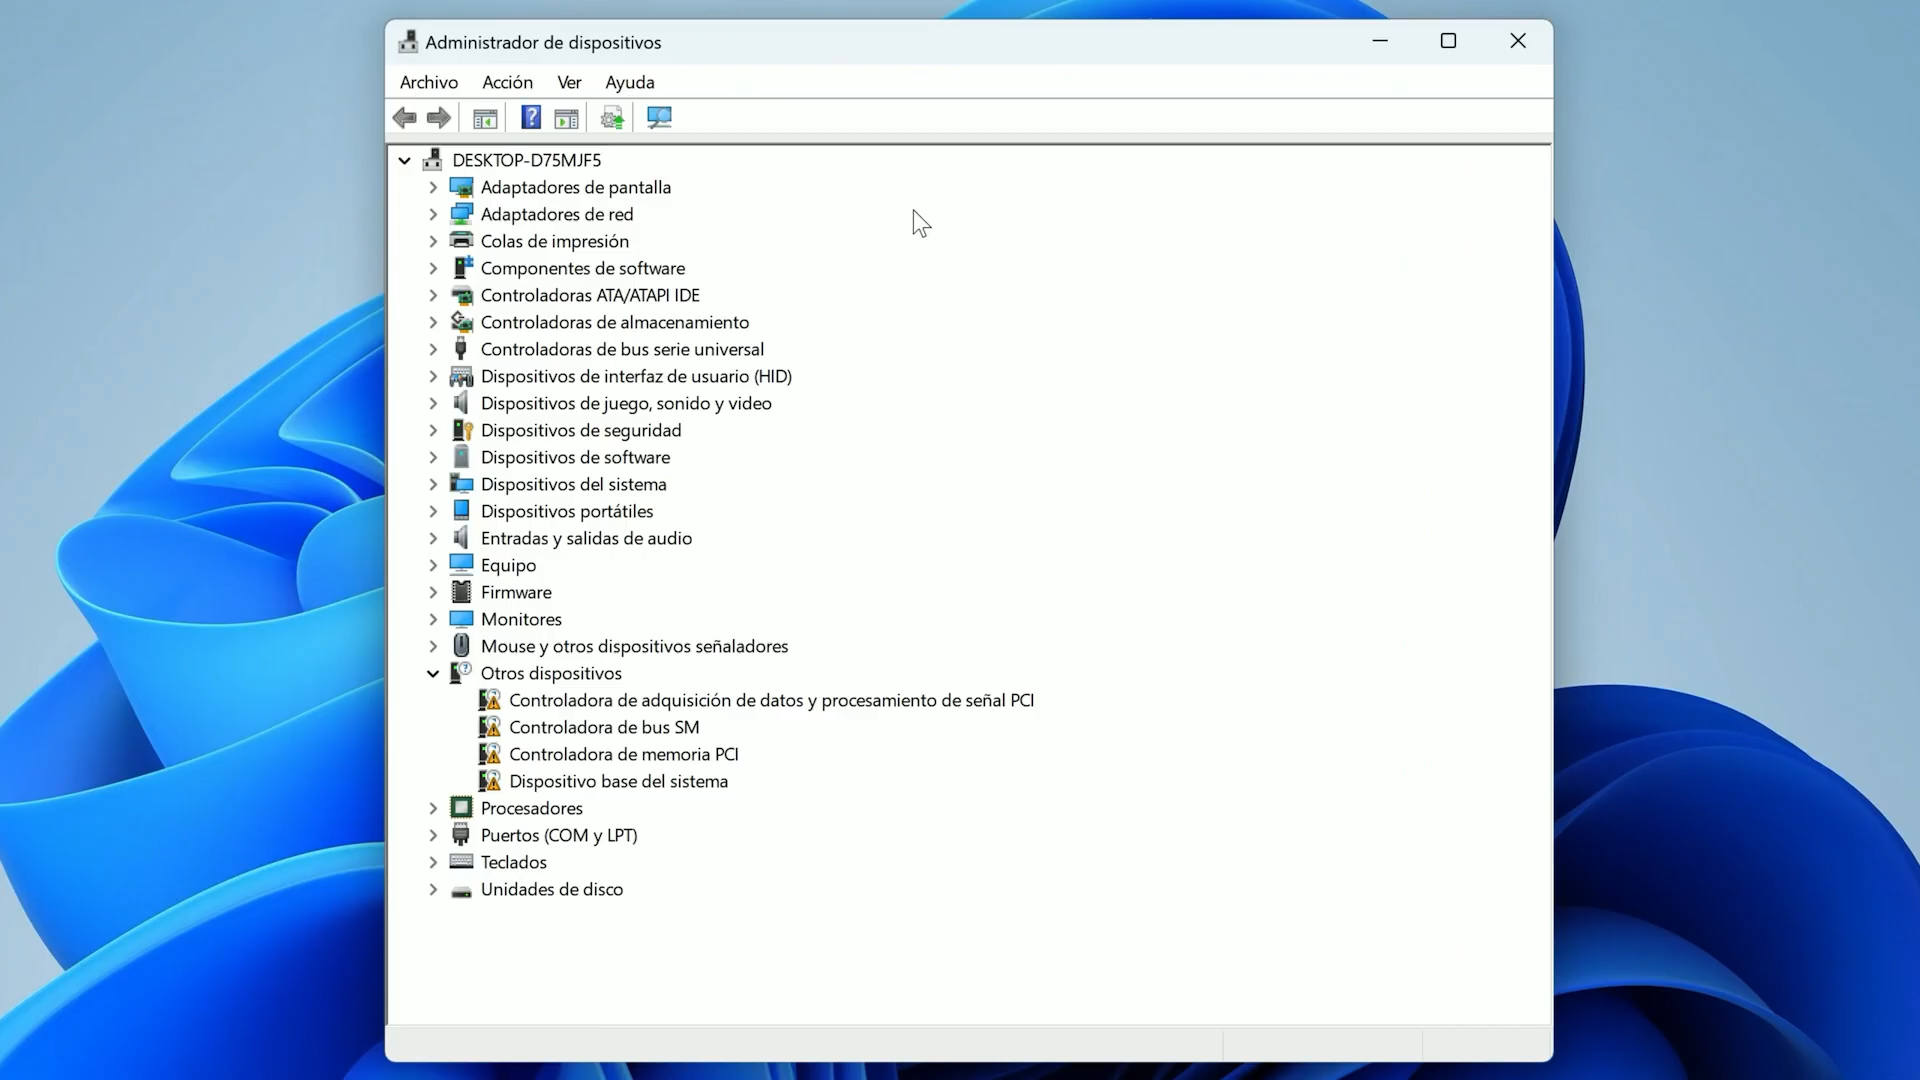 Administrador de dispositivos
Archivo Acción Ver Ayuda
DESKTOP-D75MJF5
Adaptadores de pantalla
Adaptadores de red
Colas de impresión
Componentes de software
Controladoras ATA/ATAPI IDE
Controladoras de almacenamiento
Controladoras de bus serie universal
Dispositivos de interfaz de usuario (HID)
Dispositivos de juego, sonido y video
Dispositivos de seguridad
Dispositivos de software
Dispositivos del sistema
Dispositivos portátiles
Entradas y salidas de audio
Equipo
Firmware
Monitores
Mouse y otros dispositivos señaladores
Otros dispositivos
Controladora de adquisición de datos y procesamiento de señal PCI
Controladora de bus SM
Controladora de memoria PCI
Dispositivo base del sistema
Procesadores
Puertos (COM y LPT)
Teclados
Unidades de disco